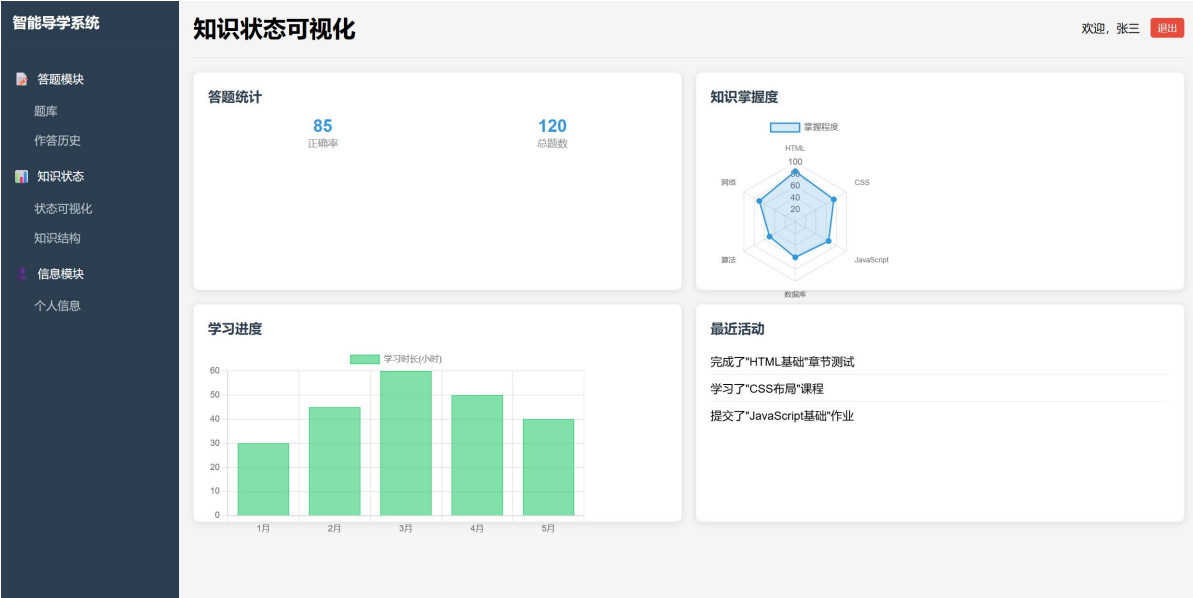 智能导学系统
答题模块
题库
作答历史
知识状态
状态可视化
知识结构
信息模块
个人信息
知识状态可视化
欢迎，张三
退出
答题统计
85
正确率
120
总题数
知识掌握度
掌握程度
HTML
CSS
JavaScript
数据库
算法
网络
100
80
60
40
20
学习进度
学习时长(小时)
60
50
40
30
20
10
0
1月
2月
3月
4月
5月
最近活动
完成了"HTML基础"章节测试
学习了"CSS布局"课程
提交了"JavaScript基础"作业